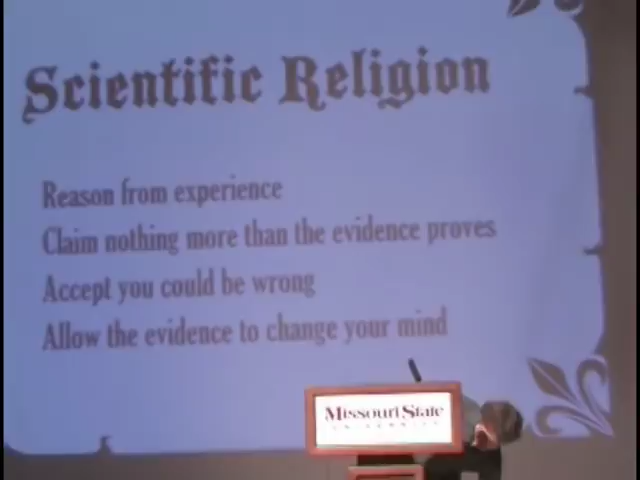 Scientific Religion
Reason from experience
Claim nothing more than the evidence proves
Accept you could be wrong
Allow the evidence to change your mind
Missouri State
UNIVERSITY